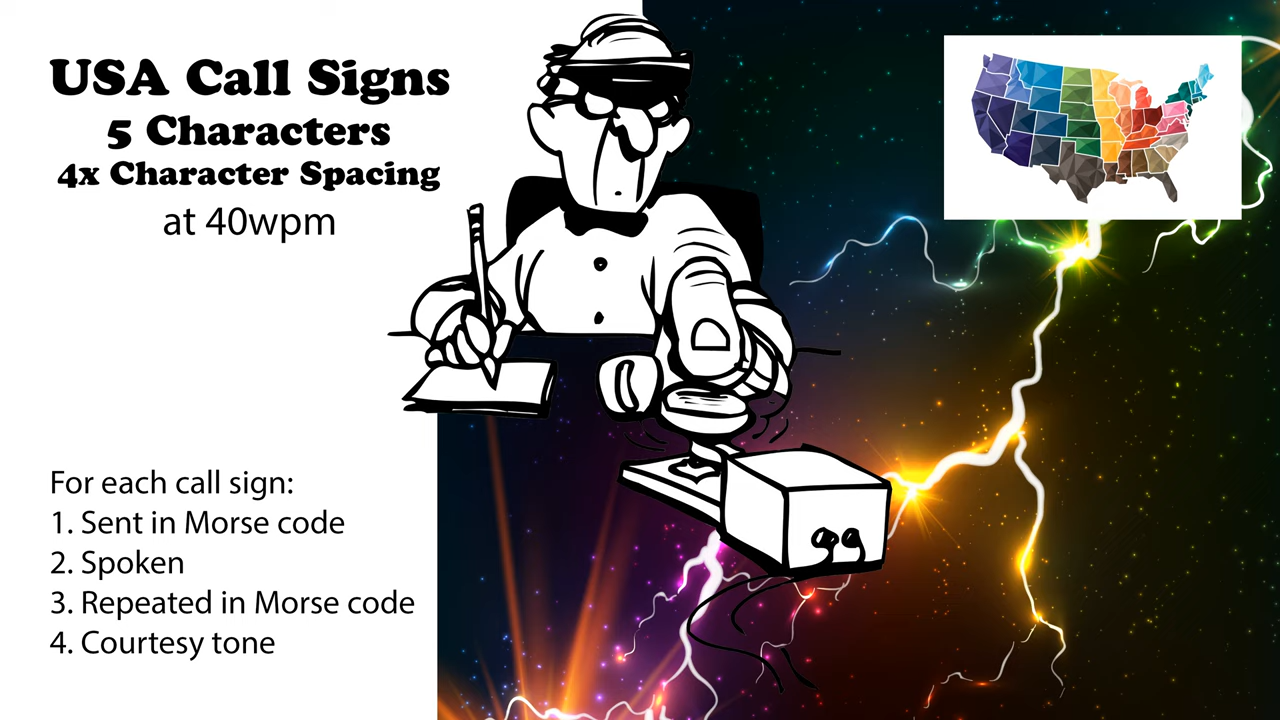 USA Call Signs
5 Characters
4x Character Spacing
at 40wpm
For each call sign:
1. Sent in Morse code
2. Spoken
3. Repeated in Morse code
4. Courtesy tone